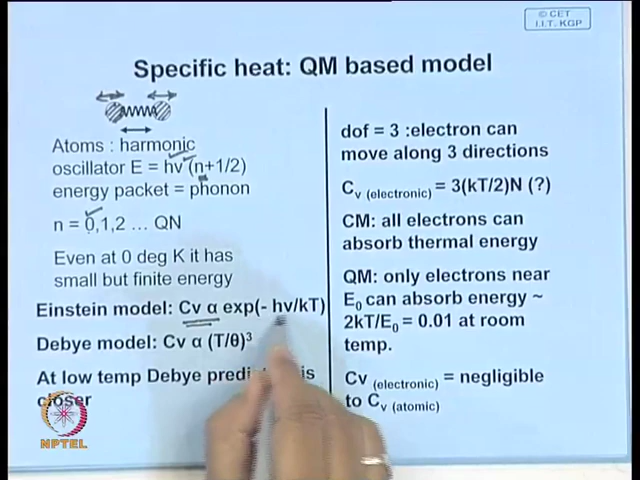 © CET
I.I.T. KGP
Specific heat: QM based model
Atoms : harmonic
oscillator E = hν (n+1/2)
energy packet = phonon
n = 0,1,2 ... QN
Even at 0 deg K it has
small but finite energy
Einstein model: Cv α exp(- hν/kT)
Debye model: Cv α (T/θ)³
At low temp Debye is
closer
dof = 3 :electron can
move along 3 directions
Cv (electronic) = 3(kT/2)N (?)
CM: all electrons can
absorb thermal energy
QM: only electrons near
E0 can absorb energy ~
2kT/E0 = 0.01 at room
temp.
Cv (electronic) = negligible
to Cv (atomic)
NPTEL